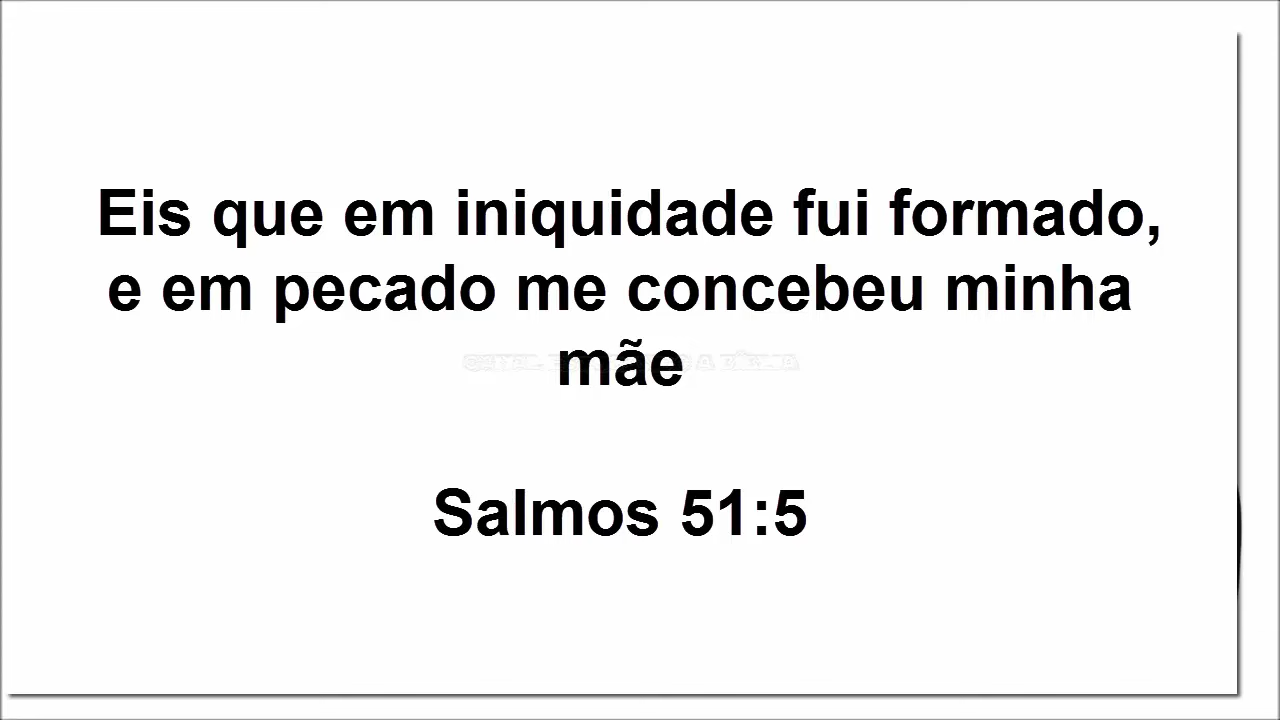 Eis que em iniquidade fui formado,
e em pecado me concebeu minha
mãe
Salmos 51:5